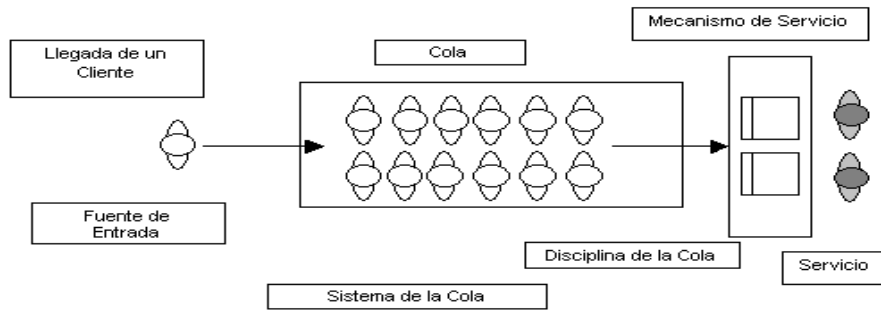 Mecanismo de Servicio
Llegada de un
Cliente
Cola
Fuente de
Entrada
Disciplina de la Cola
Servicio
Sistema de la Cola